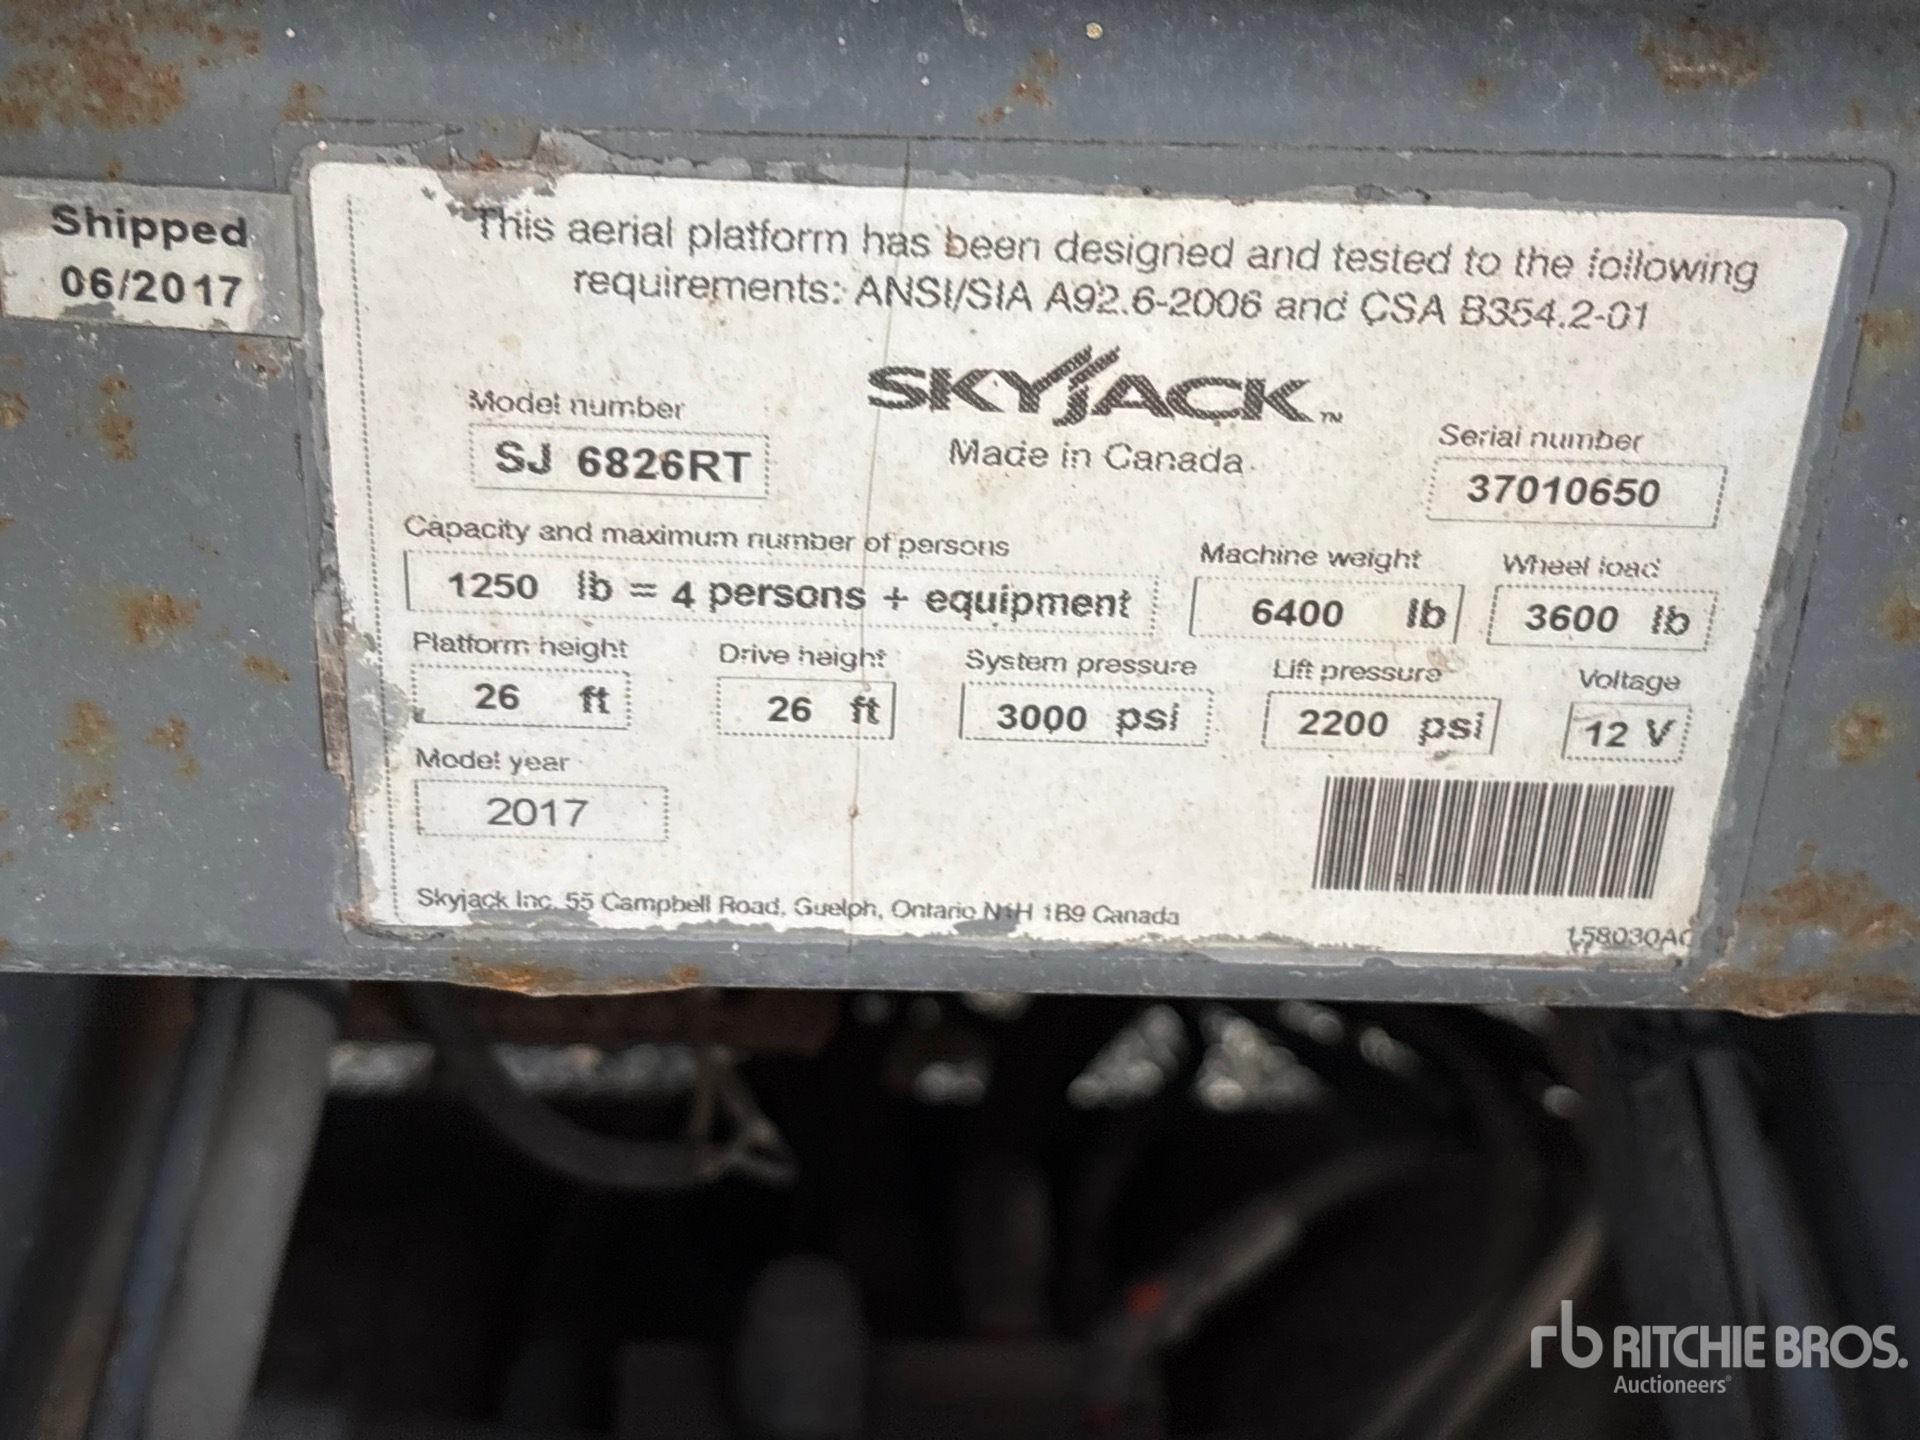 Shipped
06/2017
This aerial platform has been designed and tested to the following
requirements: ANSI/SIA A92.6-2006 and CSA B354.2-01
SKYJACK™
Made in Canada
Model number
SJ 6826RT
Serial number
37010650
Capacity and maximum number of persons
1250 lb = 4 persons + equipment
Machine weight
6400 lb
Wheel load
3600 lb
Platform height
26 ft
Drive height
26 ft
System pressure
3000 psi
Lift pressure
2200 psi
Voltage
12 V
Model year
2017
Skyjack Inc. 55 Campbell Road, Guelph, Ontario N1H 1B9 Canada
158030AC
rb RITCHIE BROS.
Auctioneers®